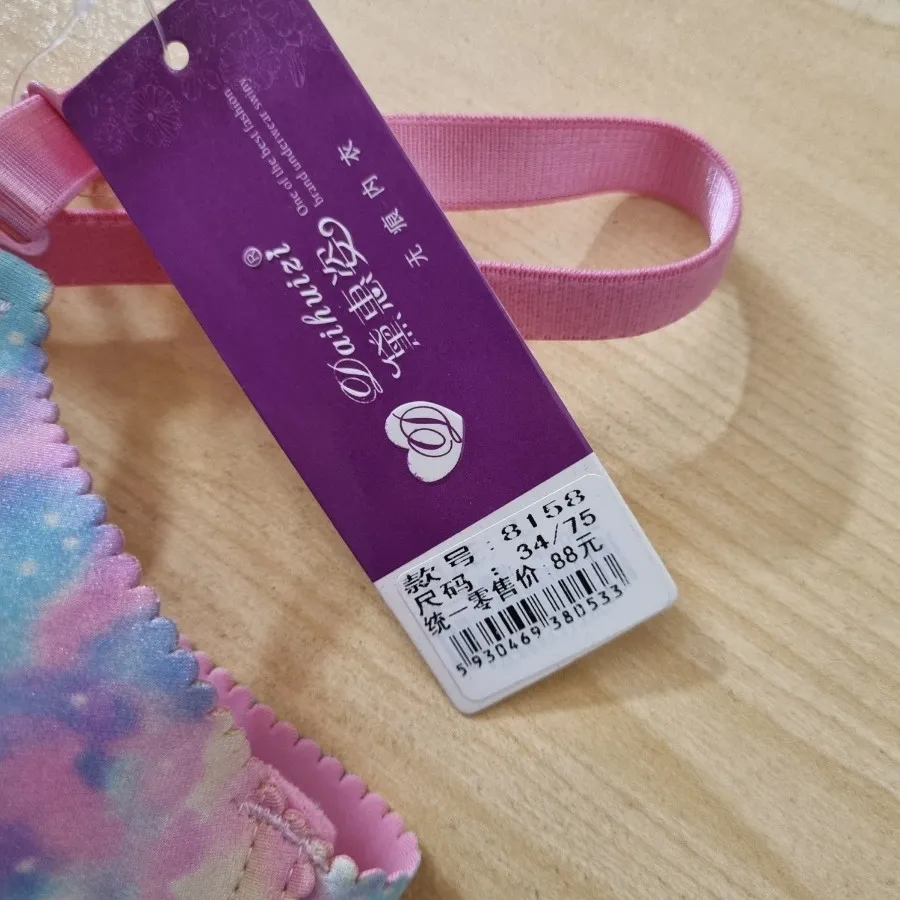 One of the best fashion
brand underwear swiny
Daihuizi®
黛惠姿
无痕内衣
D
款号:8158
尺码:34/75
统一零售价:88元
5930469380533